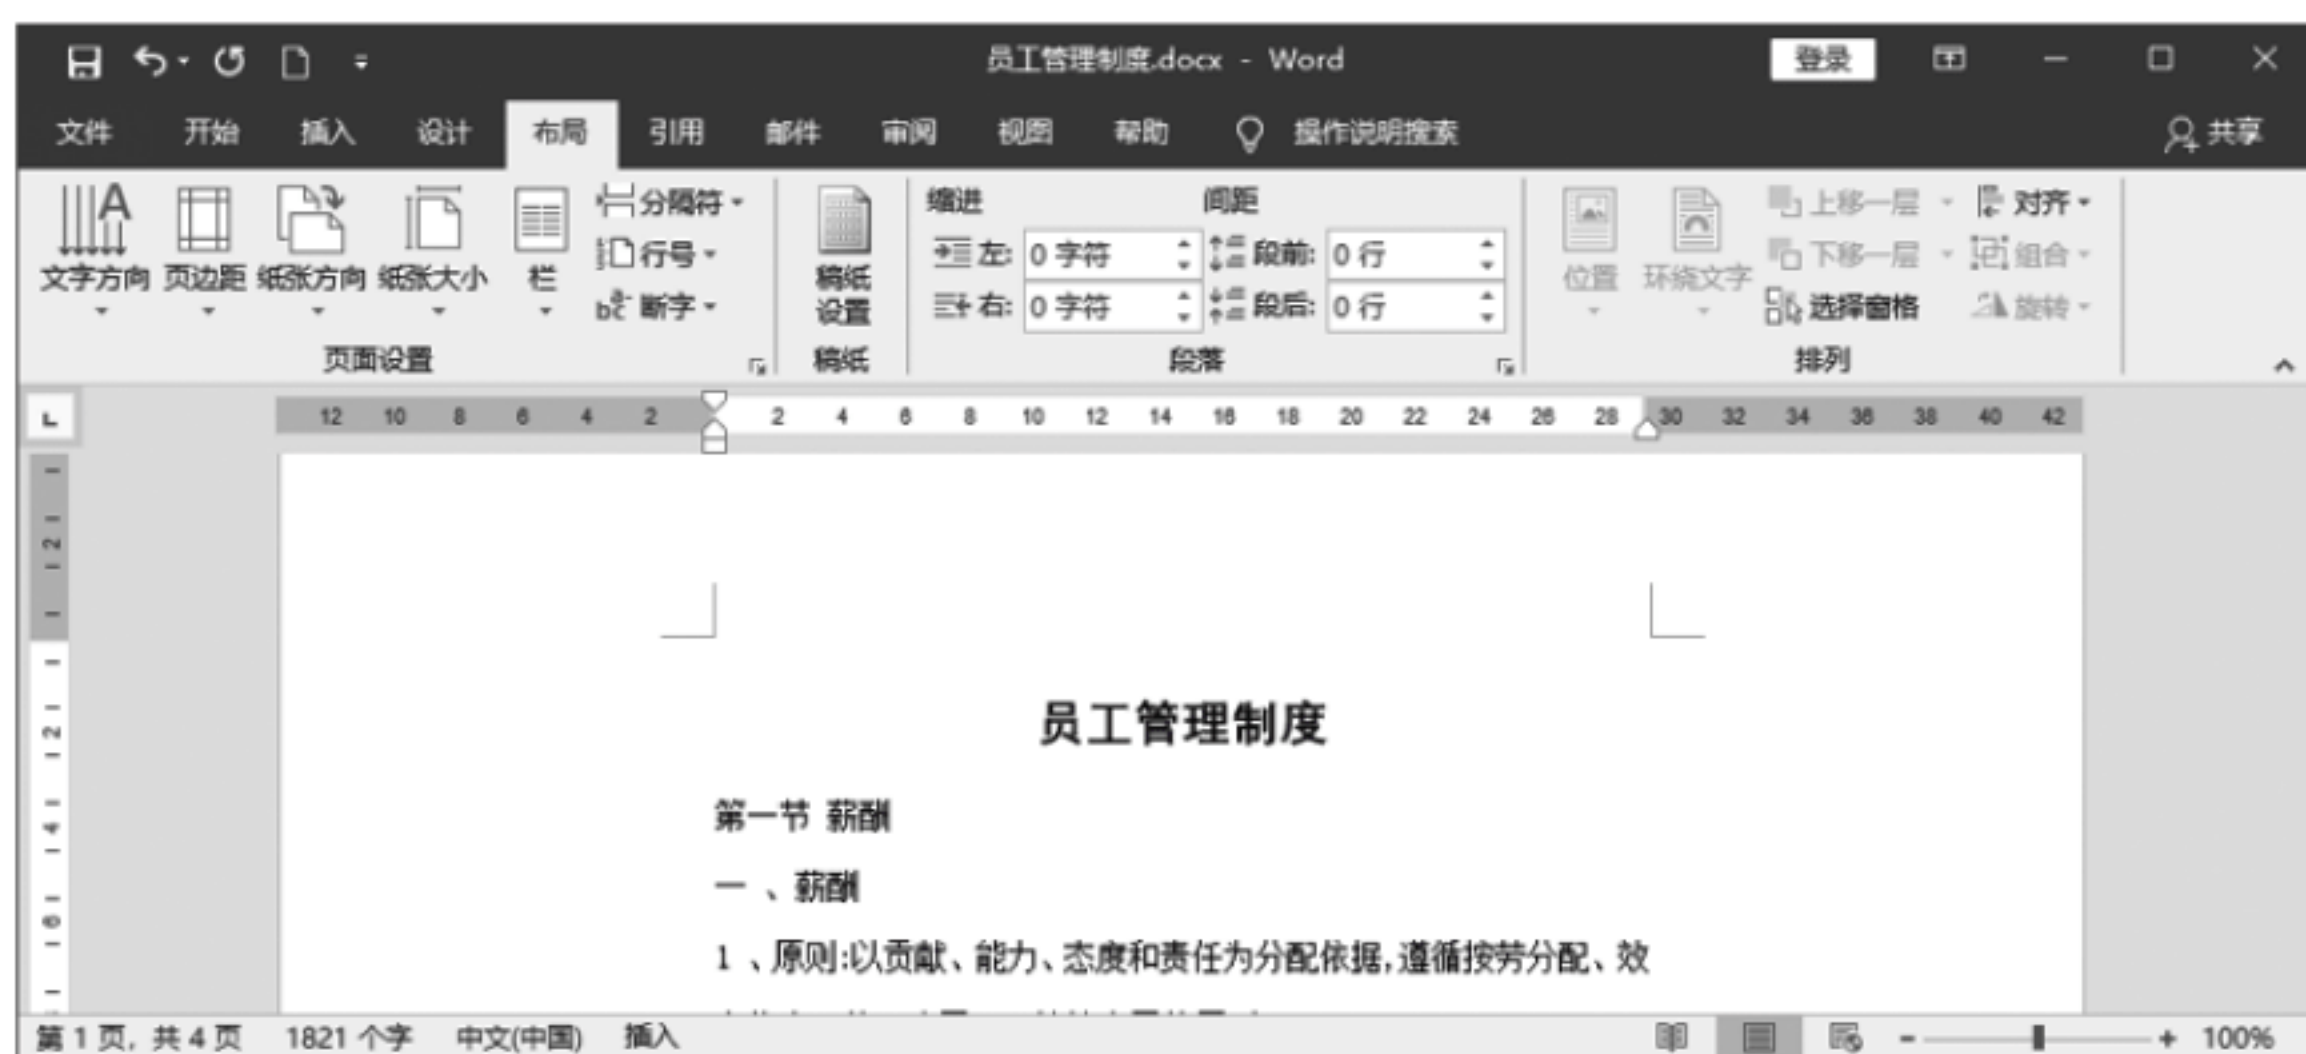 员工管理制度.docx - Word 登录
文件 开始 插入 设计 布局 引用 邮件 审阅 视图 帮助 操作说明搜索 共享
文字方向 页边距 纸张方向 纸张大小 栏
分隔符
行号
断字
页面设置
稿纸
设置
稿纸
缩进 间距
左: 0 字符 段前: 0 行
右: 0 字符 段后: 0 行
段落
位置 环绕文字
上移一层 对齐
下移一层 组合
选择窗格 旋转
排列
12 10 8 6 4 2 2 4 6 8 10 12 14 16 18 20 22 24 26 28 30 32 34 36 38 40 42
2
2
4
6
员工管理制度
第一节 薪酬
一 、薪酬
1 、原则:以贡献、能力、态度和责任为分配依据,遵循按劳分配、效
第 1 页, 共 4 页 1821 个字 中文(中国) 插入 100%